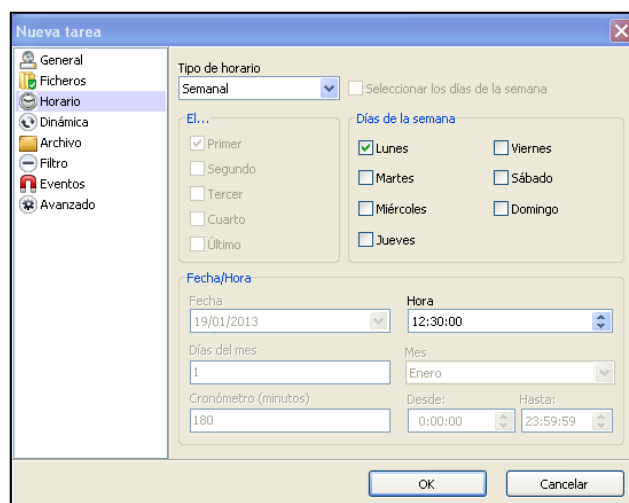 Nueva tarea
General
Ficheros
Horario
Dinámica
Archivo
Filtro
Eventos
Avanzado
Tipo de horario
Semanal
Seleccionar los días de la semana
El...
Primer
Segundo
Tercer
Cuarto
Último
Días de la semana
Lunes
Viernes
Martes
Sábado
Miércoles
Domingo
Jueves
Fecha/Hora
Fecha
Hora
19/01/2013
12:30:00
Días del mes
Mes
1
Enero
Cronómetro (minutos)
Desde:
Hasta:
180
0:00:00
23:59:59
OK
Cancelar